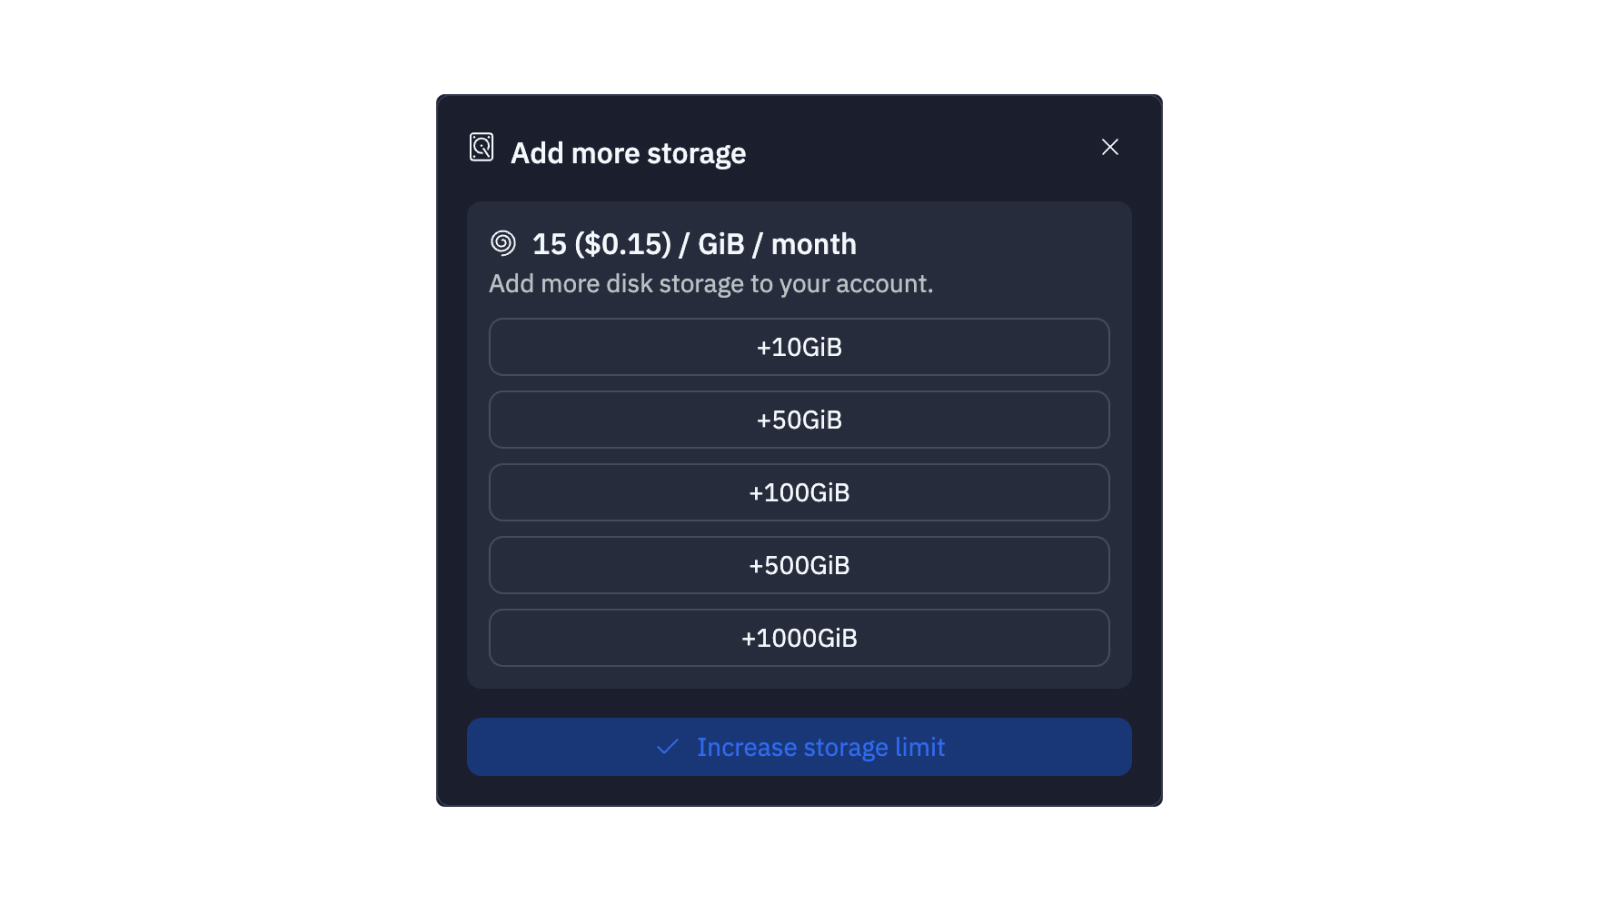 Add more storage
15 ($0.15) / GiB / month
Add more disk storage to your account.
+10GiB
+50GiB
+100GiB
+500GiB
+1000GiB
Increase storage limit